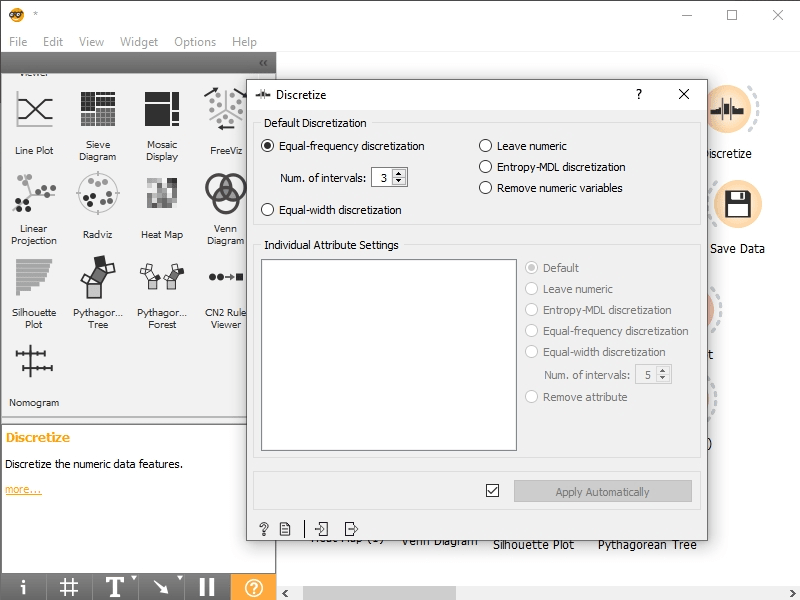 *
File Edit View Widget Options Help
Line Plot
Sieve
Diagram
Mosaic
Display
FreeViz
Linear
Projection
Radviz
Heat Map
Venn
Diagram
Silhouette
Plot
Pythagor...
Tree
Pythagor...
Forest
CN2 Rule
Viewer
Nomogram
Discretize
Discretize the numeric data features.
more...
Discretize
?
Default Discretization
Equal-frequency discretization
Num. of intervals: 3
Equal-width discretization
Leave numeric
Entropy-MDL discretization
Remove numeric variables
Individual Attribute Settings
Default
Leave numeric
Entropy-MDL discretization
Equal-frequency discretization
Equal-width discretization
Num. of intervals: 5
Remove attribute
Apply Automatically
Save Data
Venn Diagram
Silhouette Plot
Pythagorean Tree